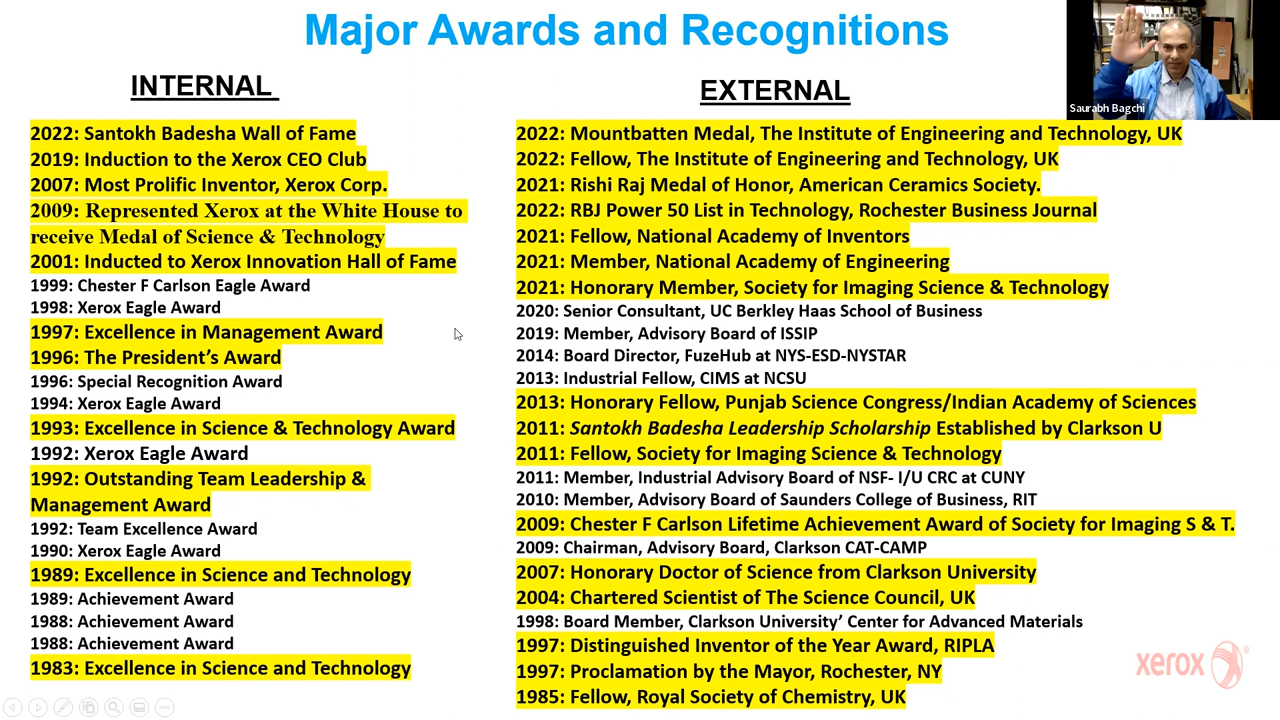 Major Awards and Recognitions
Saurabh Bagchi
INTERNAL
2022: Santokh Badesha Wall of Fame
2019: Induction to the Xerox CEO Club
2007: Most Prolific Inventor, Xerox Corp.
2009: Represented Xerox at the White House to
receive Medal of Science & Technology
2001: Inducted to Xerox Innovation Hall of Fame
1999: Chester F Carlson Eagle Award
1998: Xerox Eagle Award
1997: Excellence in Management Award
1996: The President’s Award
1996: Special Recognition Award
1994: Xerox Eagle Award
1993: Excellence in Science & Technology Award
1992: Xerox Eagle Award
1992: Outstanding Team Leadership &
Management Award
1992: Team Excellence Award
1990: Xerox Eagle Award
1989: Excellence in Science and Technology
1989: Achievement Award
1988: Achievement Award
1988: Achievement Award
1983: Excellence in Science and Technology
EXTERNAL
2022: Mountbatten Medal, The Institute of Engineering and Technology, UK
2022: Fellow, The Institute of Engineering and Technology, UK
2021: Rishi Raj Medal of Honor, American Ceramics Society.
2022: RBJ Power 50 List in Technology, Rochester Business Journal
2021: Fellow, National Academy of Inventors
2021: Member, National Academy of Engineering
2021: Honorary Member, Society for Imaging Science & Technology
2020: Senior Consultant, UC Berkley Haas School of Business
2019: Member, Advisory Board of ISSIP
2014: Board Director, FuzeHub at NYS-ESD-NYSTAR
2013: Industrial Fellow, CIMS at NCSU
2013: Honorary Fellow, Punjab Science Congress/Indian Academy of Sciences
2011: Santokh Badesha Leadership Scholarship Established by Clarkson U
2011: Fellow, Society for Imaging Science & Technology
2011: Member, Industrial Advisory Board of NSF- I/U CRC at CUNY
2010: Member, Advisory Board of Saunders College of Business, RIT
2009: Chester F Carlson Lifetime Achievement Award of Society for Imaging S & T.
2009: Chairman, Advisory Board, Clarkson CAT-CAMP
2007: Honorary Doctor of Science from Clarkson University
2004: Chartered Scientist of The Science Council, UK
1998: Board Member, Clarkson University’ Center for Advanced Materials
1997: Distinguished Inventor of the Year Award, RIPLA
1997: Proclamation by the Mayor, Rochester, NY
1985: Fellow, Royal Society of Chemistry, UK
xerox ®